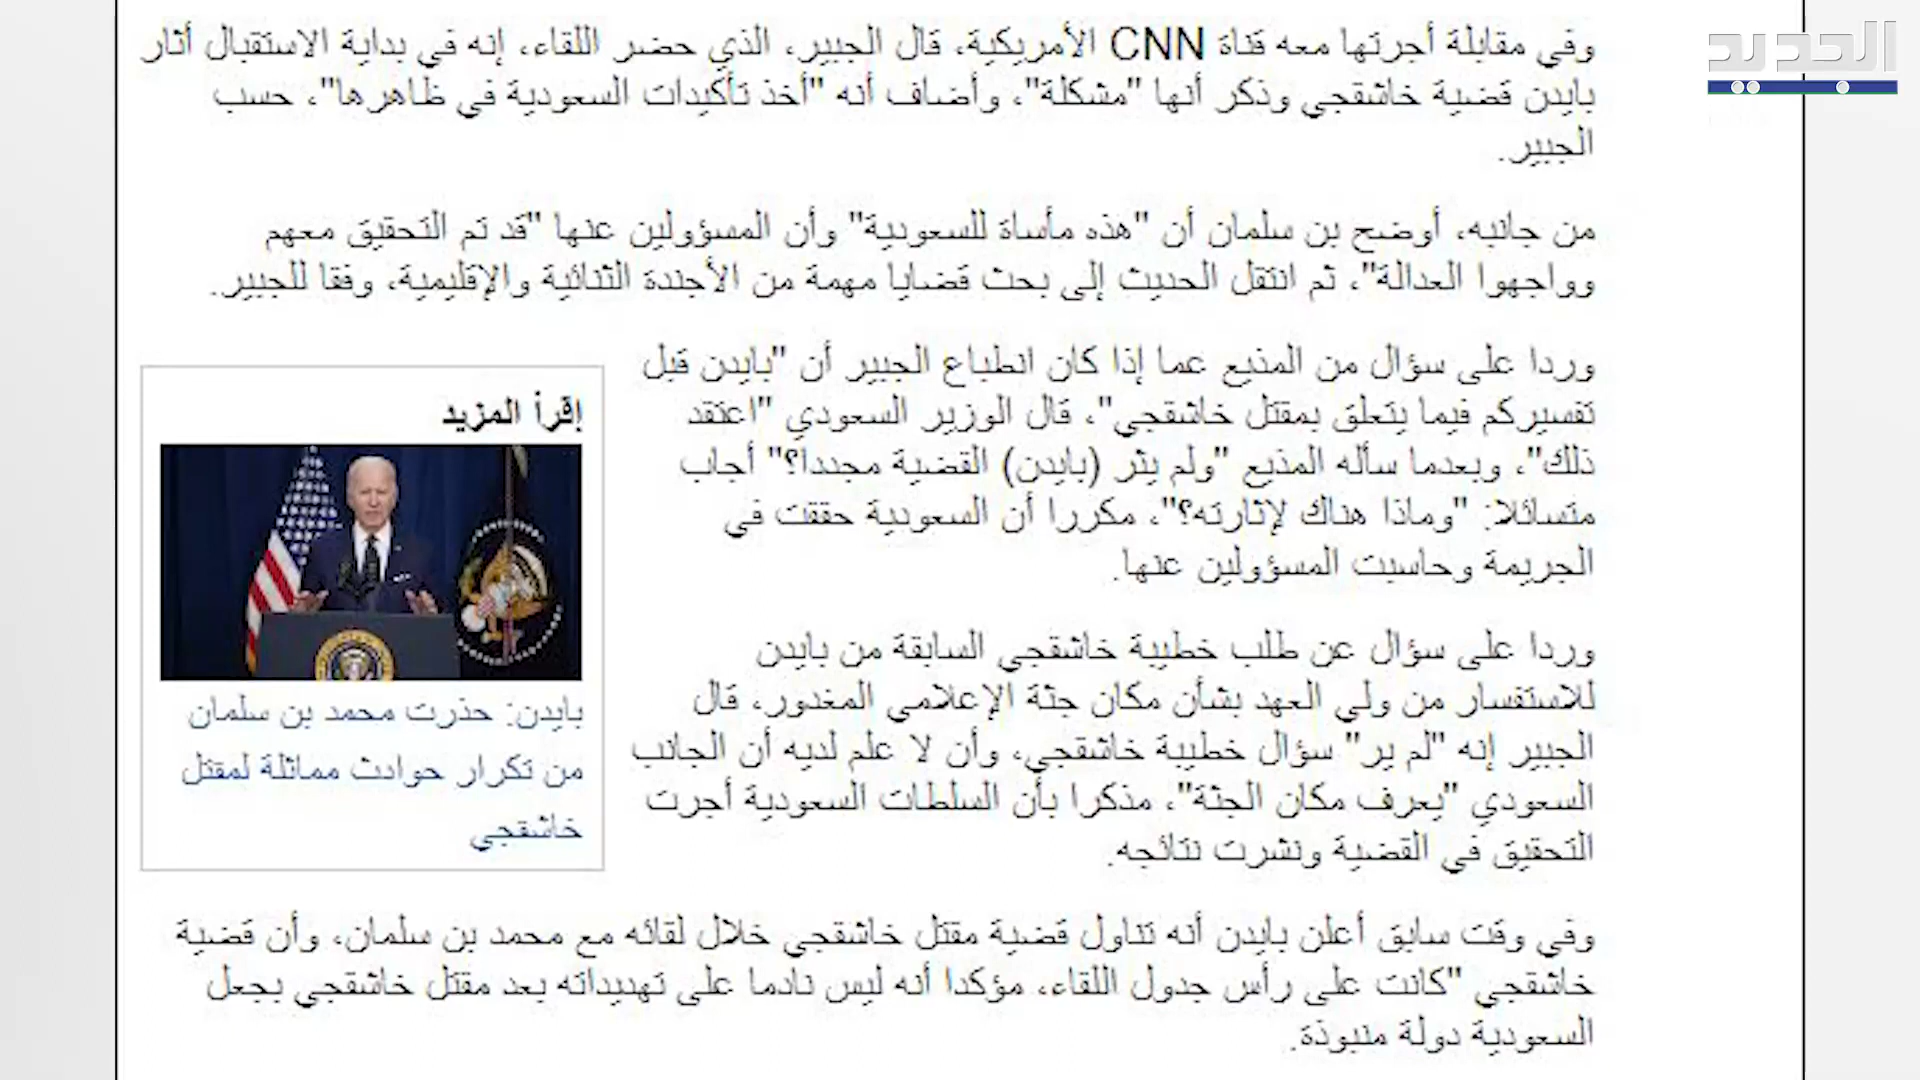 الجديد
وفي مقابلة أجرتها معه قناة CNN الأمريكية، قال الجبير، الذي حضر اللقاء، إنه في بداية الاستقبال أثار
بايدن قضية خاشقجي وذكر أنها "مشكلة"، وأضاف أنه "أخذ تأكيدات السعودية في ظاهرها"، حسب
الجبير.
من جانبه، أوضح بن سلمان أن "هذه مأساة للسعودية" وأن المسؤولين عنها "قد تم التحقيق معهم
وواجهوا العدالة"، ثم انتقل الحديث إلى بحث قضايا مهمة من الأجندة الثنائية والإقليمية، وفقا للجبير.
وردا على سؤال من المذيع عما إذا كان انطباع الجبير أن "بايدن قبل
تفسيركم فيما يتعلق بمقتل خاشقجي"، قال الوزير السعودي "اعتقد
ذلك"، وبعدما سأله المذيع "ولم يثر (بايدن) القضية مجددا؟" أجاب
متسائلا: "وماذا هناك لإثارته؟"، مكررا أن السعودية حققت في
الجريمة وحاسبت المسؤولين عنها.
إقرأ المزيد
بايدن: حذرت محمد بن سلمان
من تكرار حوادث مماثلة لمقتل
خاشقجي
وردا على سؤال عن طلب خطيبة خاشقجي السابقة من بايدن
للاستفسار من ولي العهد بشأن مكان جثة الإعلامي المغدور، قال
الجبير إنه "لم ير" سؤال خطيبة خاشقجي، وأن لا علم لديه أن الجانب
السعودي "يعرف مكان الجثة"، مذكرا بأن السلطات السعودية أجرت
التحقيق في القضية ونشرت نتائجه.
وفي وقت سابق أعلن بايدن أنه تناول قضية مقتل خاشقجي خلال لقائه مع محمد بن سلمان، وأن قضية
خاشقجي "كانت على رأس جدول اللقاء، مؤكدا أنه ليس نادما على تهديداته بعد مقتل خاشقجي بجعل
السعودية دولة منبوذة.